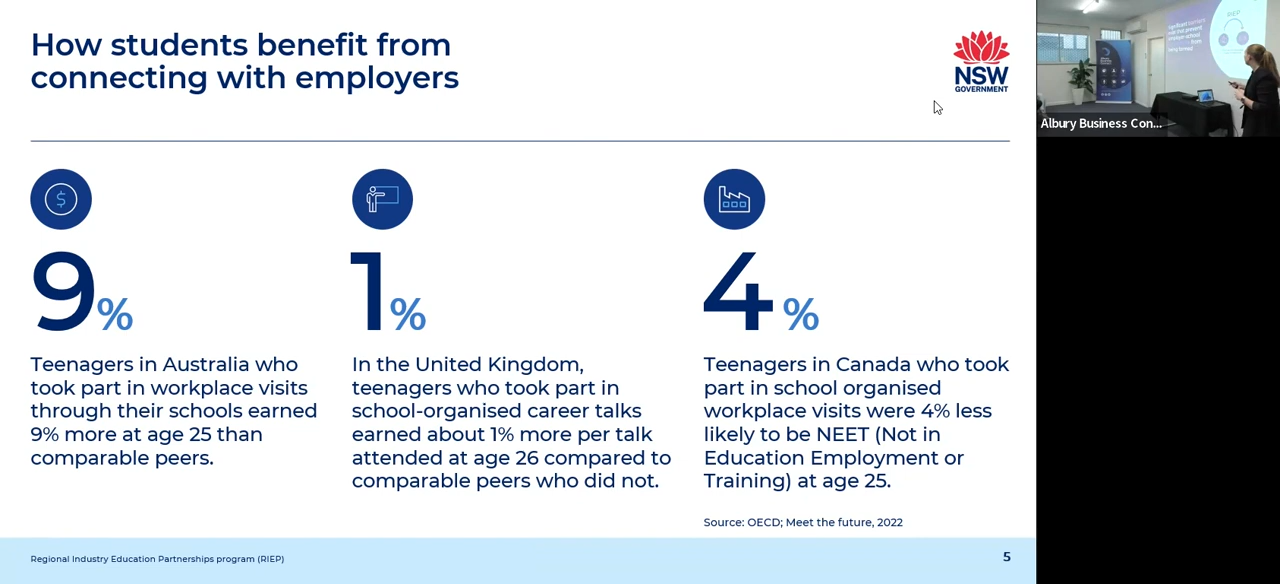 How students benefit from
connecting with employers
NSW
GOVERNMENT
9%
Teenagers in Australia who
took part in workplace visits
through their schools earned
9% more at age 25 than
comparable peers.
1%
In the United Kingdom,
teenagers who took part in
school-organised career talks
earned about 1% more per talk
attended at age 26 compared to
comparable peers who did not.
4%
Teenagers in Canada who took
part in school organised
workplace visits were 4% less
likely to be NEET (Not in
Education Employment or
Training) at age 25.
Source: OECD; Meet the future, 2022
Regional Industry Education Partnerships program (RIEP)
5
RIEP
Albury Business Con...